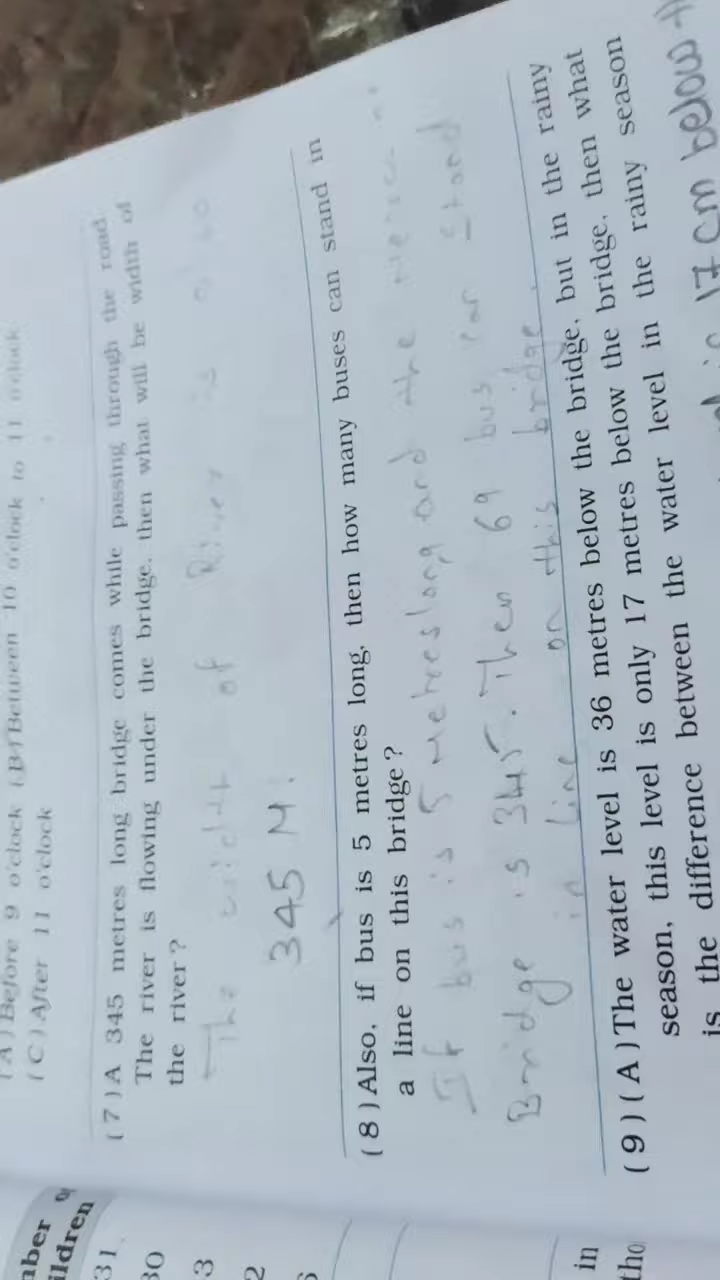 (A) Before 9 o'clock (B) Between 10 o'clock to 11 o'clock
(C) After 11 o'clock
(7) A 345 metres long bridge comes while passing through the road.
The river is flowing under the bridge, then what will be width of
the river?
The width of River is
345 M.
(8) Also, if bus is 5 metres long, then how many buses can stand in
a line on this bridge?
If bus is 5 metres long and the
Bridge is 345. Then 69 bus can stand
in line on this bridge.
(9) (A) The water level is 36 metres below the bridge, but in the rainy
season, this level is only 17 metres below the bridge, then what
is the difference between the water level in the rainy season
17 cm below
ildren
31.
30
3
2
in